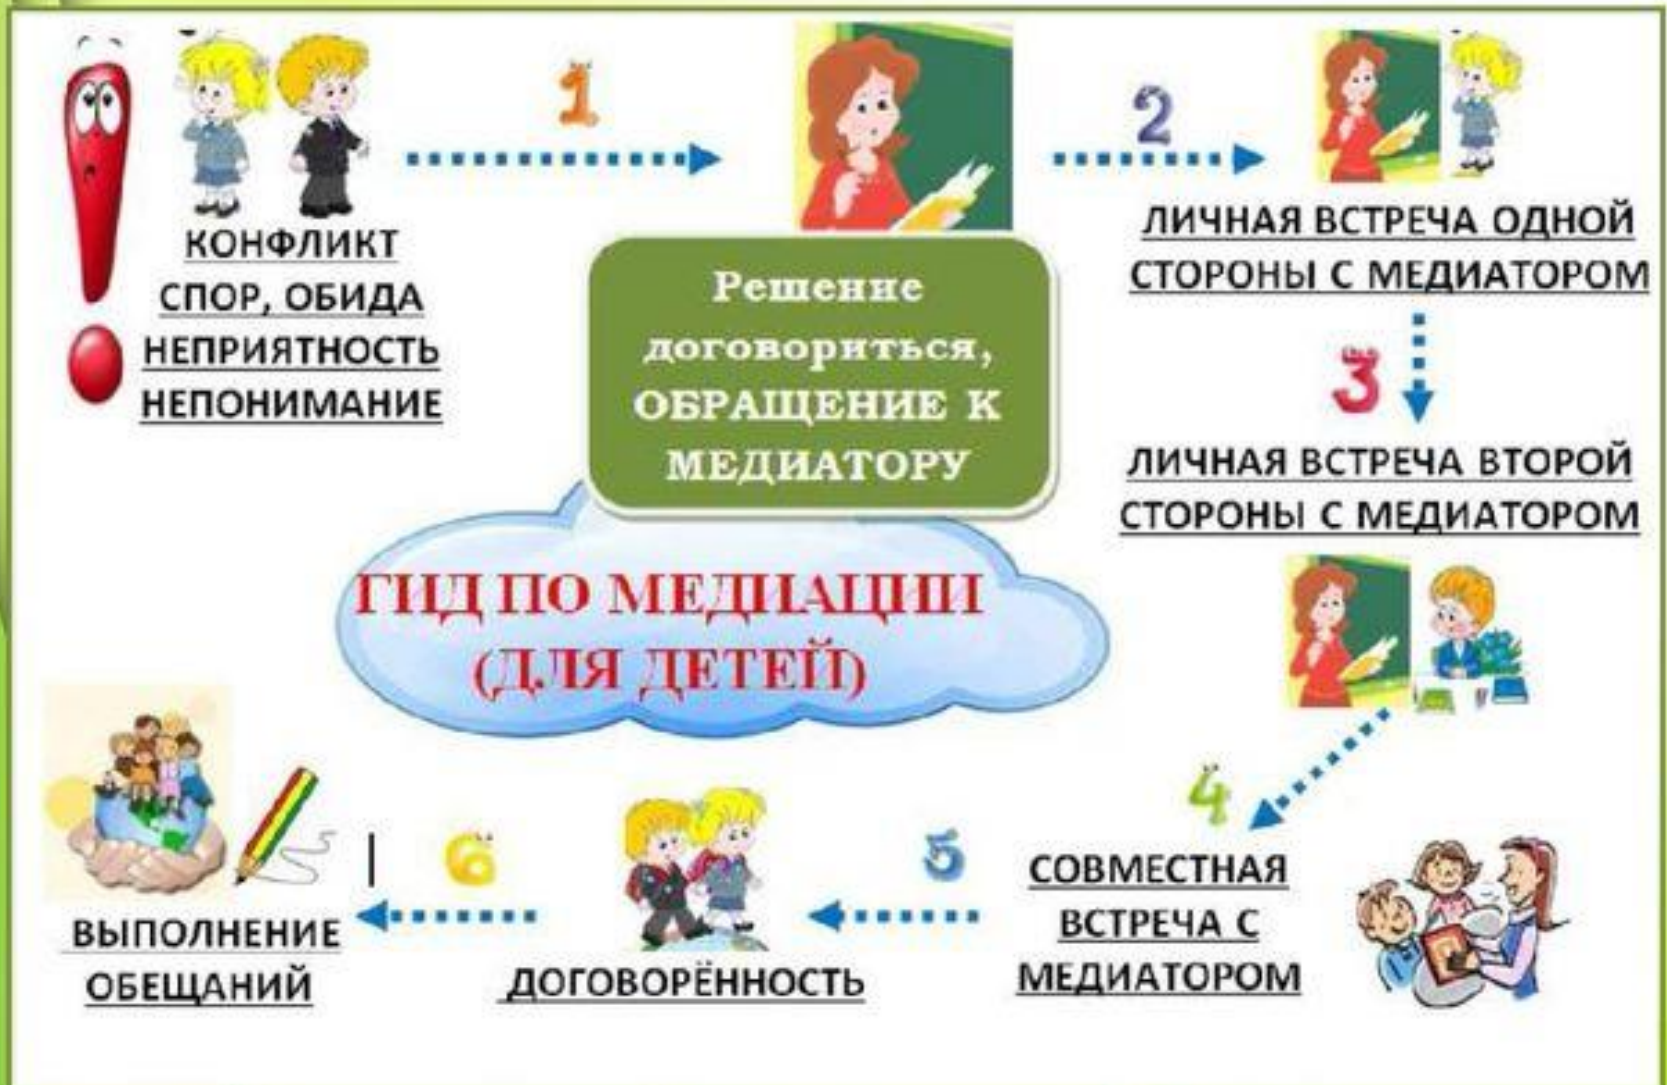 КОНФЛИКТ
СПОР, ОБИДА
НЕПРИЯТНОСТЬ
НЕПОНИМАНИЕ
1
Решение
договориться,
ОБРАЩЕНИЕ К
МЕДИАТОРУ
2
ЛИЧНАЯ ВСТРЕЧА ОДНОЙ
СТОРОНЫ С МЕДИАТОРОМ
3
ЛИЧНАЯ ВСТРЕЧА ВТОРОЙ
СТОРОНЫ С МЕДИАТОРОМ
ГИД ПО МЕДИАЦИИ
(ДЛЯ ДЕТЕЙ)
4
СОВМЕСТНАЯ
ВСТРЕЧА С
МЕДИАТОРОМ
5
ДОГОВОРЁННОСТЬ
6
ВЫПОЛНЕНИЕ
ОБЕЩАНИЙ